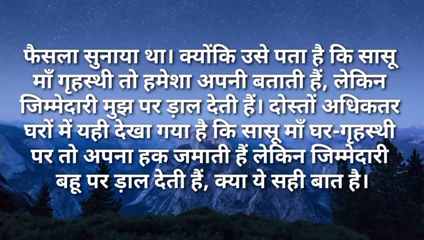 फैसला सुनाया था। क्योंकि उसे पता है कि सासू
माँ गृहस्थी तो हमेशा अपनी बताती हैं, लेकिन
जिम्मेदारी मुझ पर ड़ाल देती हैं। दोस्तों अधिकतर
घरों में यही देखा गया है कि सासू माँ घर-गृहस्थी
पर तो अपना हक जमाती हैं लेकिन जिम्मेदारी
बहू पर ड़ाल देती हैं, क्या ये सही बात है।